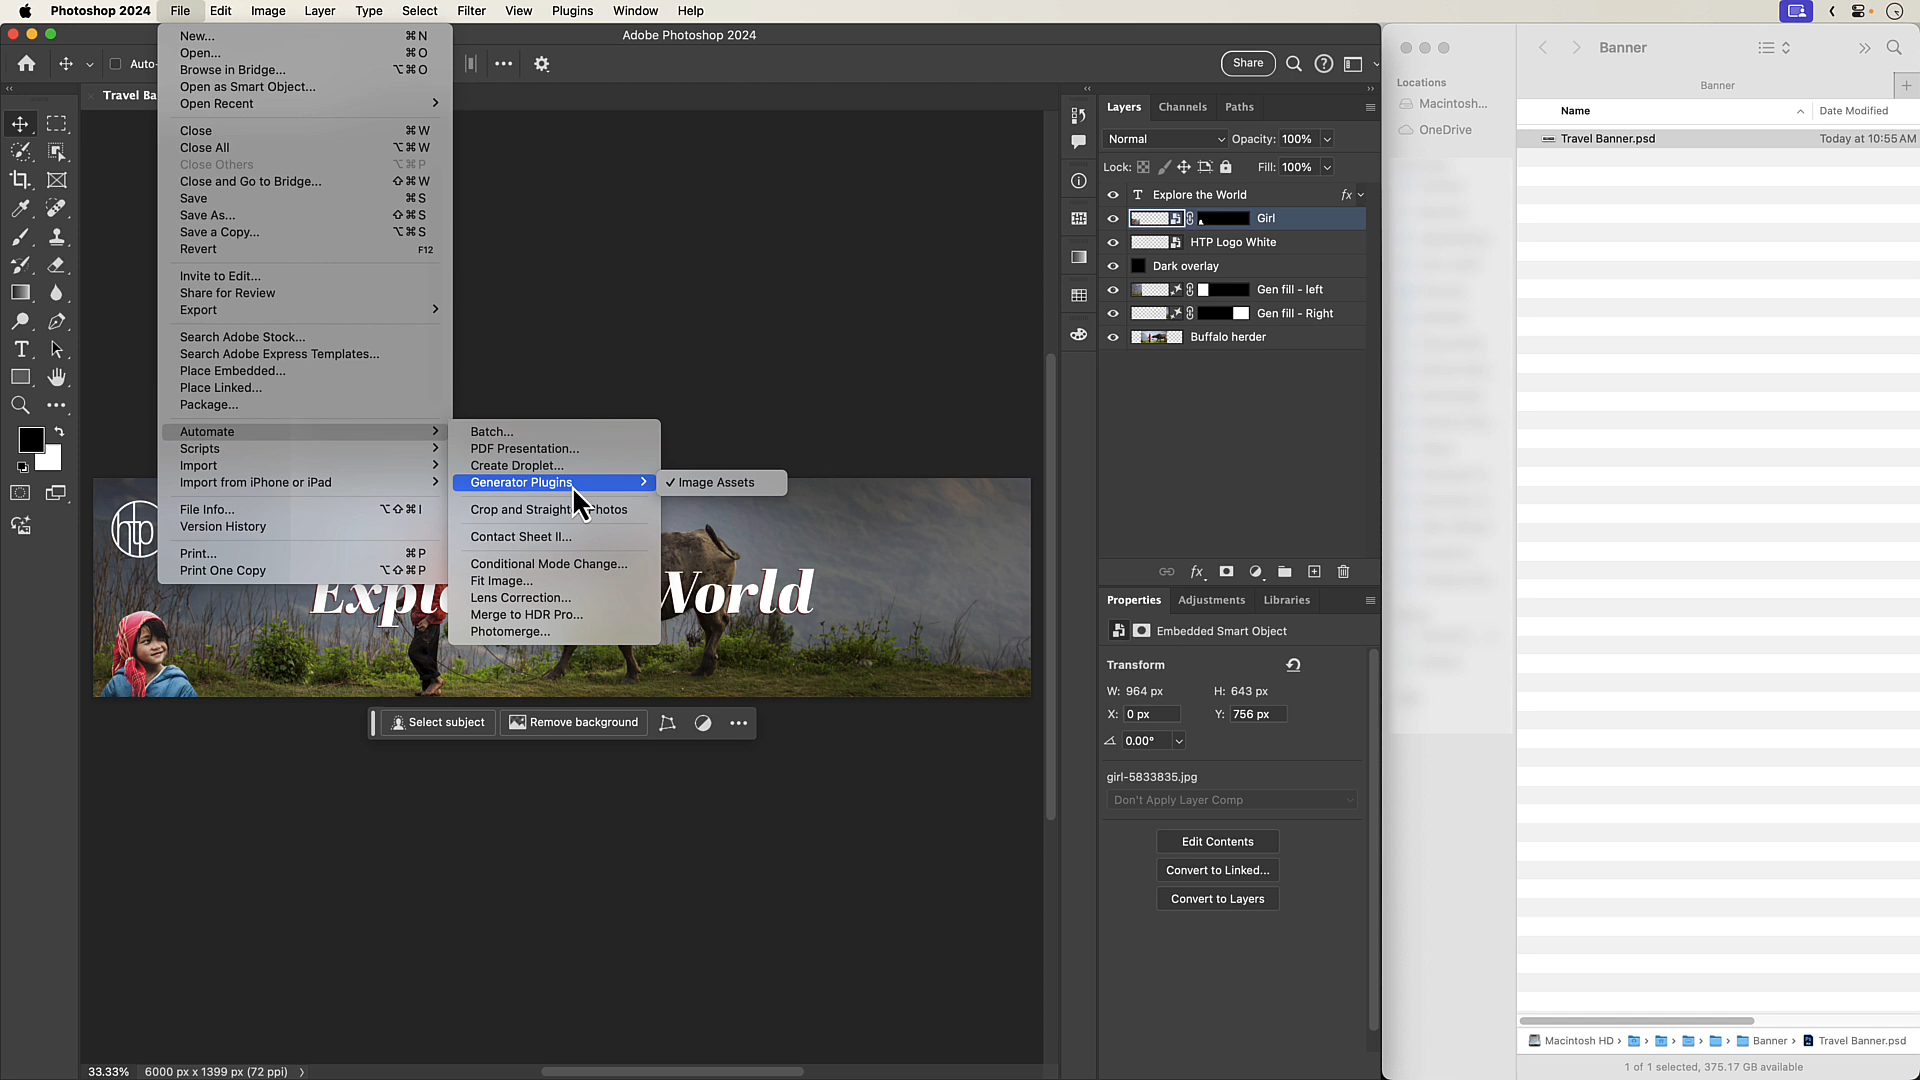 Photoshop 2024 File Edit Image Layer Type Select Filter View Plugins Window Help
Adobe Photoshop 2024
Auto-
Share
Travel Ba
New... ⌘N
Open... ⌘O
Browse in Bridge... ⌥⌘O
Open as Smart Object...
Open Recent
Close ⌘W
Close All ⌥⌘W
Close Others ⌥⌘P
Close and Go to Bridge... ⇧⌘W
Save ⌘S
Save As... ⇧⌘S
Save a Copy... ⌥⌘S
Revert F12
Invite to Edit...
Share for Review
Export
Search Adobe Stock...
Search Adobe Express Templates...
Place Embedded...
Place Linked...
Package...
Automate
Scripts
Import
Import from iPhone or iPad
File Info... ⌥⇧⌘I
Version History
Print... ⌘P
Print One Copy ⌥⇧⌘P
Batch...
PDF Presentation...
Create Droplet...
Generator Plugins
Crop and Straight hotos
Contact Sheet II...
Conditional Mode Change...
Fit Image...
Lens Correction...
Merge to HDR Pro...
Photomerge...
✓ Image Assets
htp
Explo World
Select subject
Remove background
33.33% 6000 px x 1399 px (72 ppi)
Layers Channels Paths
Normal Opacity: 100%
Lock: Fill: 100%
T Explore the World fx
Girl
HTP Logo White
Dark overlay
Gen fill - left
Gen fill - Right
Buffalo herder
fx
Properties Adjustments Libraries
Embedded Smart Object
Transform
W: 964 px H: 643 px
X: 0 px Y: 756 px
0.00°
girl-5833835.jpg
Don't Apply Layer Comp
Edit Contents
Convert to Linked...
Convert to Layers
Banner
Locations
Macintosh...
OneDrive
Banner
Name Date Modified
Travel Banner.psd Today at 10:55 AM
Macintosh HD › Banner › Travel Banner.psd
1 of 1 selected, 375.17 GB available